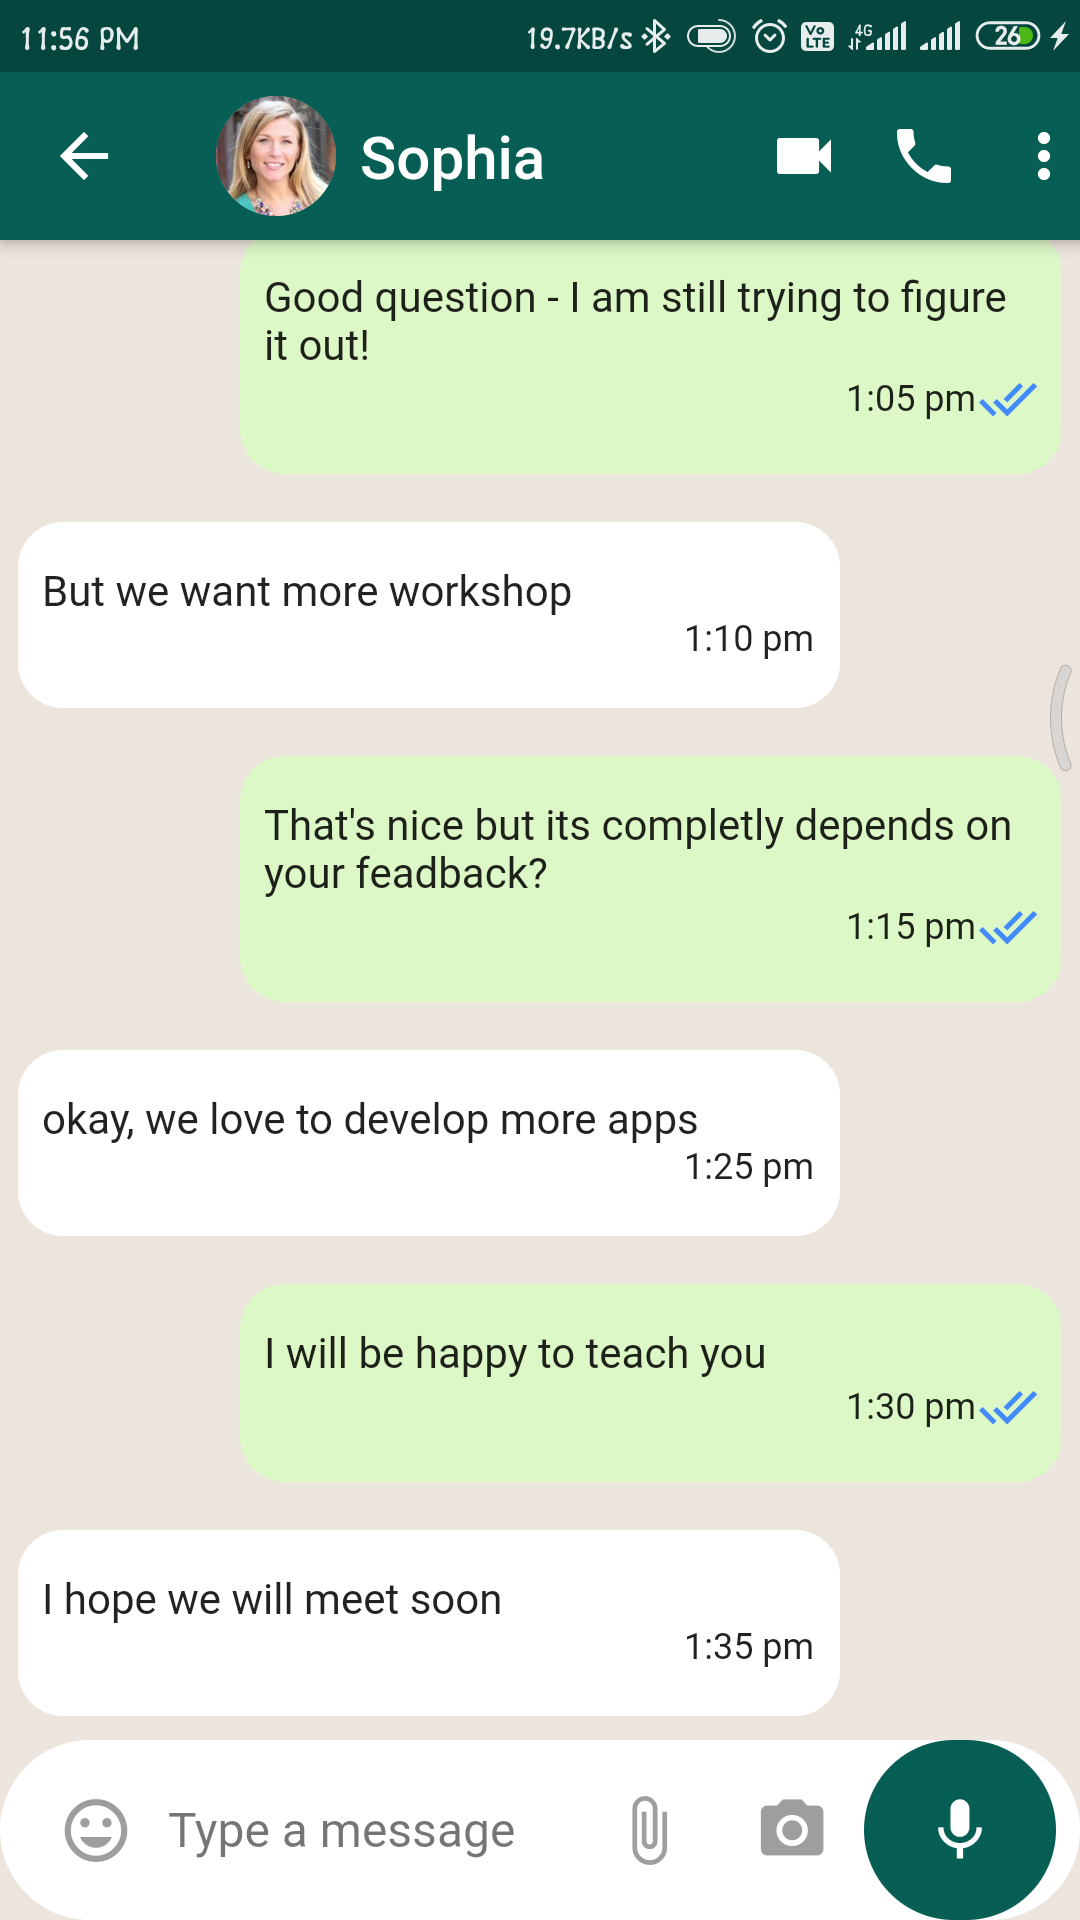 11:56 PM 19.7KB/s VO LTE 4G 26
Sophia
Good question - I am still trying to figure
it out!
1:05 pm
But we want more workshop
1:10 pm
That's nice but its completly depends on
your feadback?
1:15 pm
okay, we love to develop more apps
1:25 pm
I will be happy to teach you
1:30 pm
I hope we will meet soon
1:35 pm
Type a message